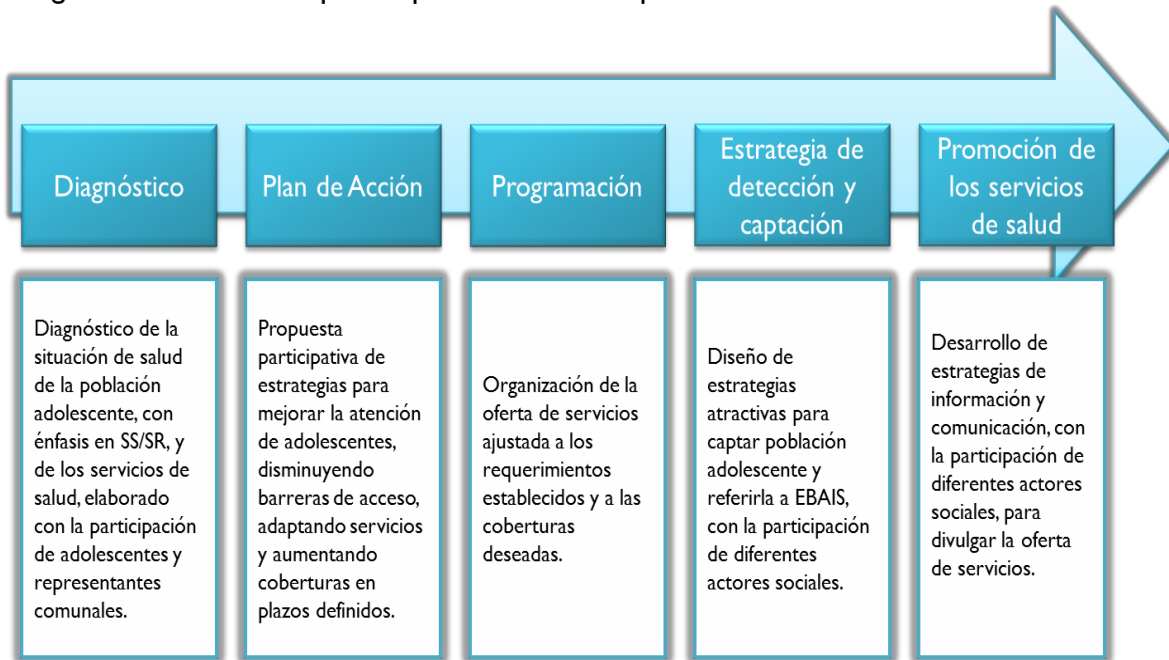 Diagnóstico
Plan de Acción
Programación
Estrategia de
detección y
captación
Promoción de
los servicios
de salud
Diagnóstico de la
situación de salud
de la población
adolescente, con
énfasis en SS/SR, y
de los servicios de
salud, elaborado
con la participación
de adolescentes y
representantes
comunales.
Propuesta
participativa de
estrategias para
mejorar la atención
de adolescentes,
disminuyendo
barreras de acceso,
adaptando servicios
y aumentando
coberturas en
plazos definidos.
Organización de la
oferta de servicios
ajustada a los
requerimientos
establecidos y a las
coberturas
deseadas.
Diseño de
estrategias
atractivas para
captar población
adolescente y
referirla a EBAIS,
con la participación
de diferentes
actores sociales.
Desarrollo de
estrategias de
información y
comunicación, con
la participación de
diferentes actores
sociales, para
divulgar la oferta
de servicios.